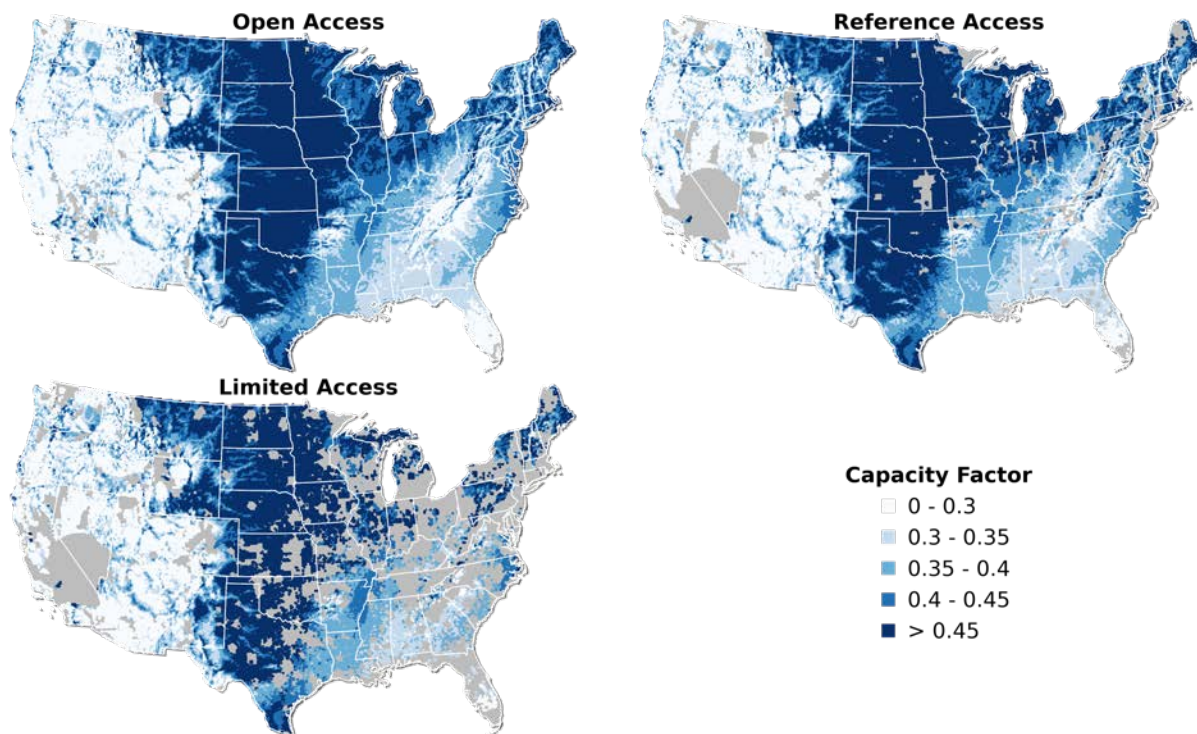 Open Access
Reference Access
Limited Access
Capacity Factor
0 - 0.3
0.3 - 0.35
0.35 - 0.4
0.4 - 0.45
> 0.45